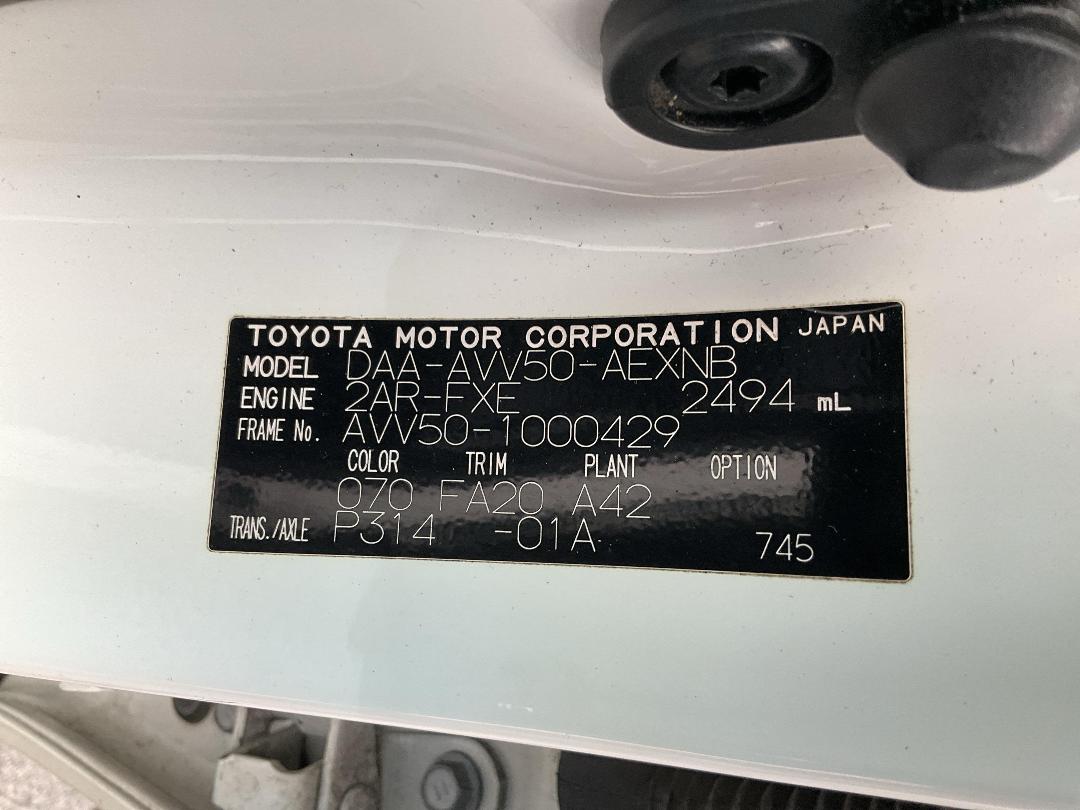 TOYOTA MOTOR CORPORATION JAPAN
MODEL DAA-AVV50-AEXNB
ENGINE 2AR-FXE 2494 mL
FRAME No. AVV50-1000429
COLOR TRIM PLANT OPTION
070 FA20 A42
TRANS./AXLE P314 -01A 745